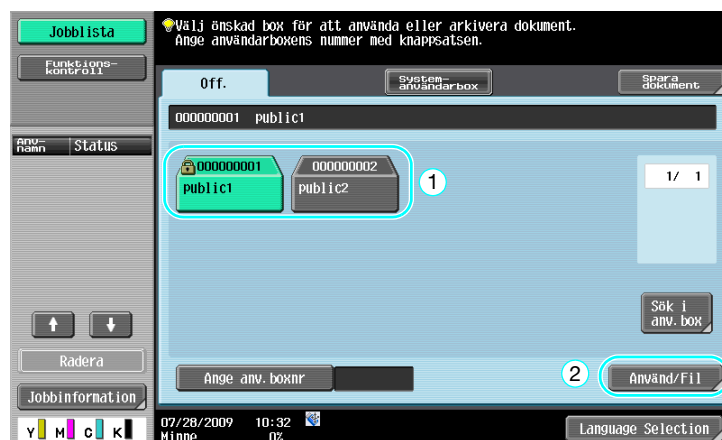 Jobblista
Funktions-
kontroll
Anv-
namn Status
Radera
Jobbinformation
Y M C K
Välj önskad box för att använda eller arkivera dokument.
Ange användarboxens nummer med knappsatsen.
Off.
System-
användarbox
Spara
dokument
000000001 public1
000000001
public1
000000002
public2
1
1/ 1
Sök i
anv.box
Ange anv.boxnr
2
Använd/Fil
07/28/2009 10:32
Minne 0%
Language Selection